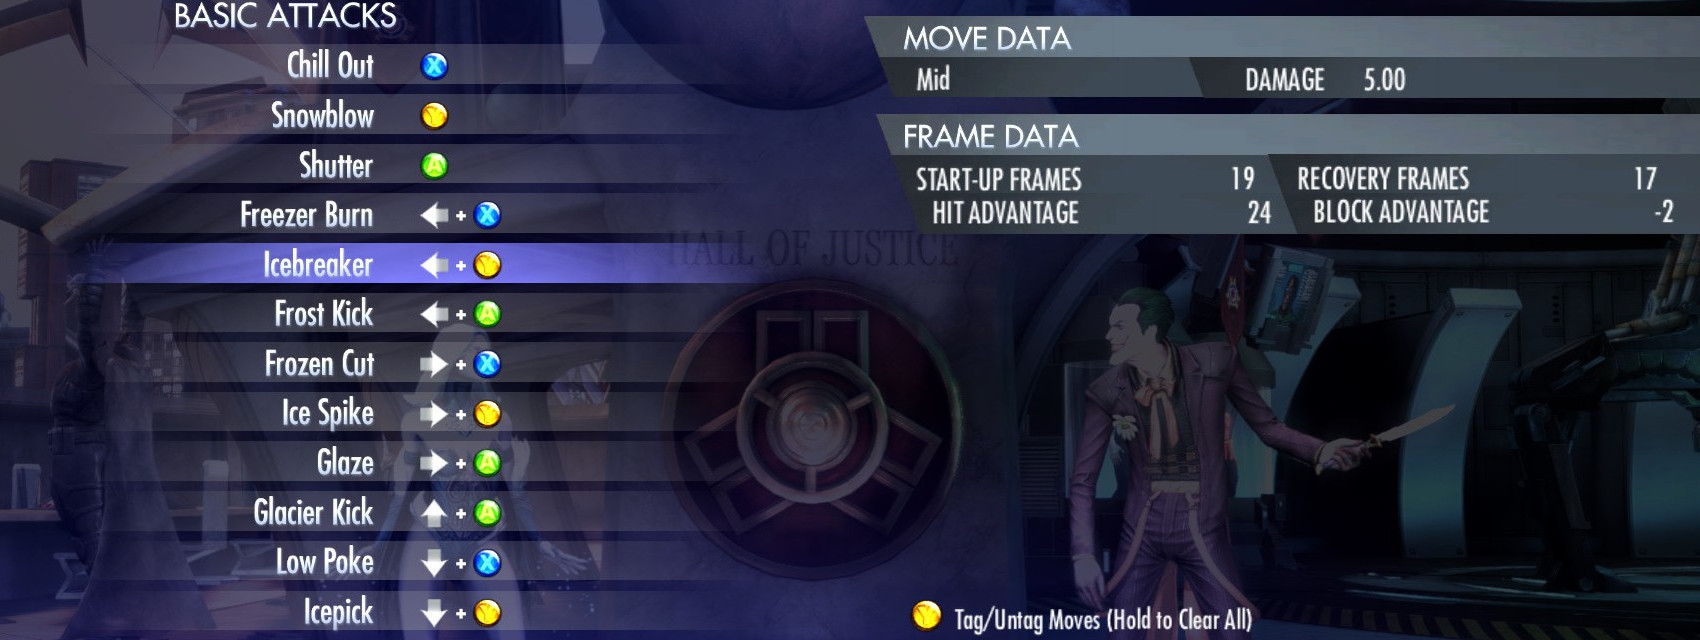 BASIC ATTACKS
Chill Out X
Snowblow Y
Shutter A
Freezer Burn + X
Icebreaker + Y
Frost Kick + A
Frozen Cut + X
Ice Spike + Y
Glaze + A
Glacier Kick + A
Low Poke + X
Icepick + Y
MOVE DATA
Mid DAMAGE 5.00
FRAME DATA
START-UP FRAMES 19 RECOVERY FRAMES 17
HIT ADVANTAGE 24 BLOCK ADVANTAGE -2
HALL OF JUSTICE
Y Tag/Untag Moves (Hold to Clear All)